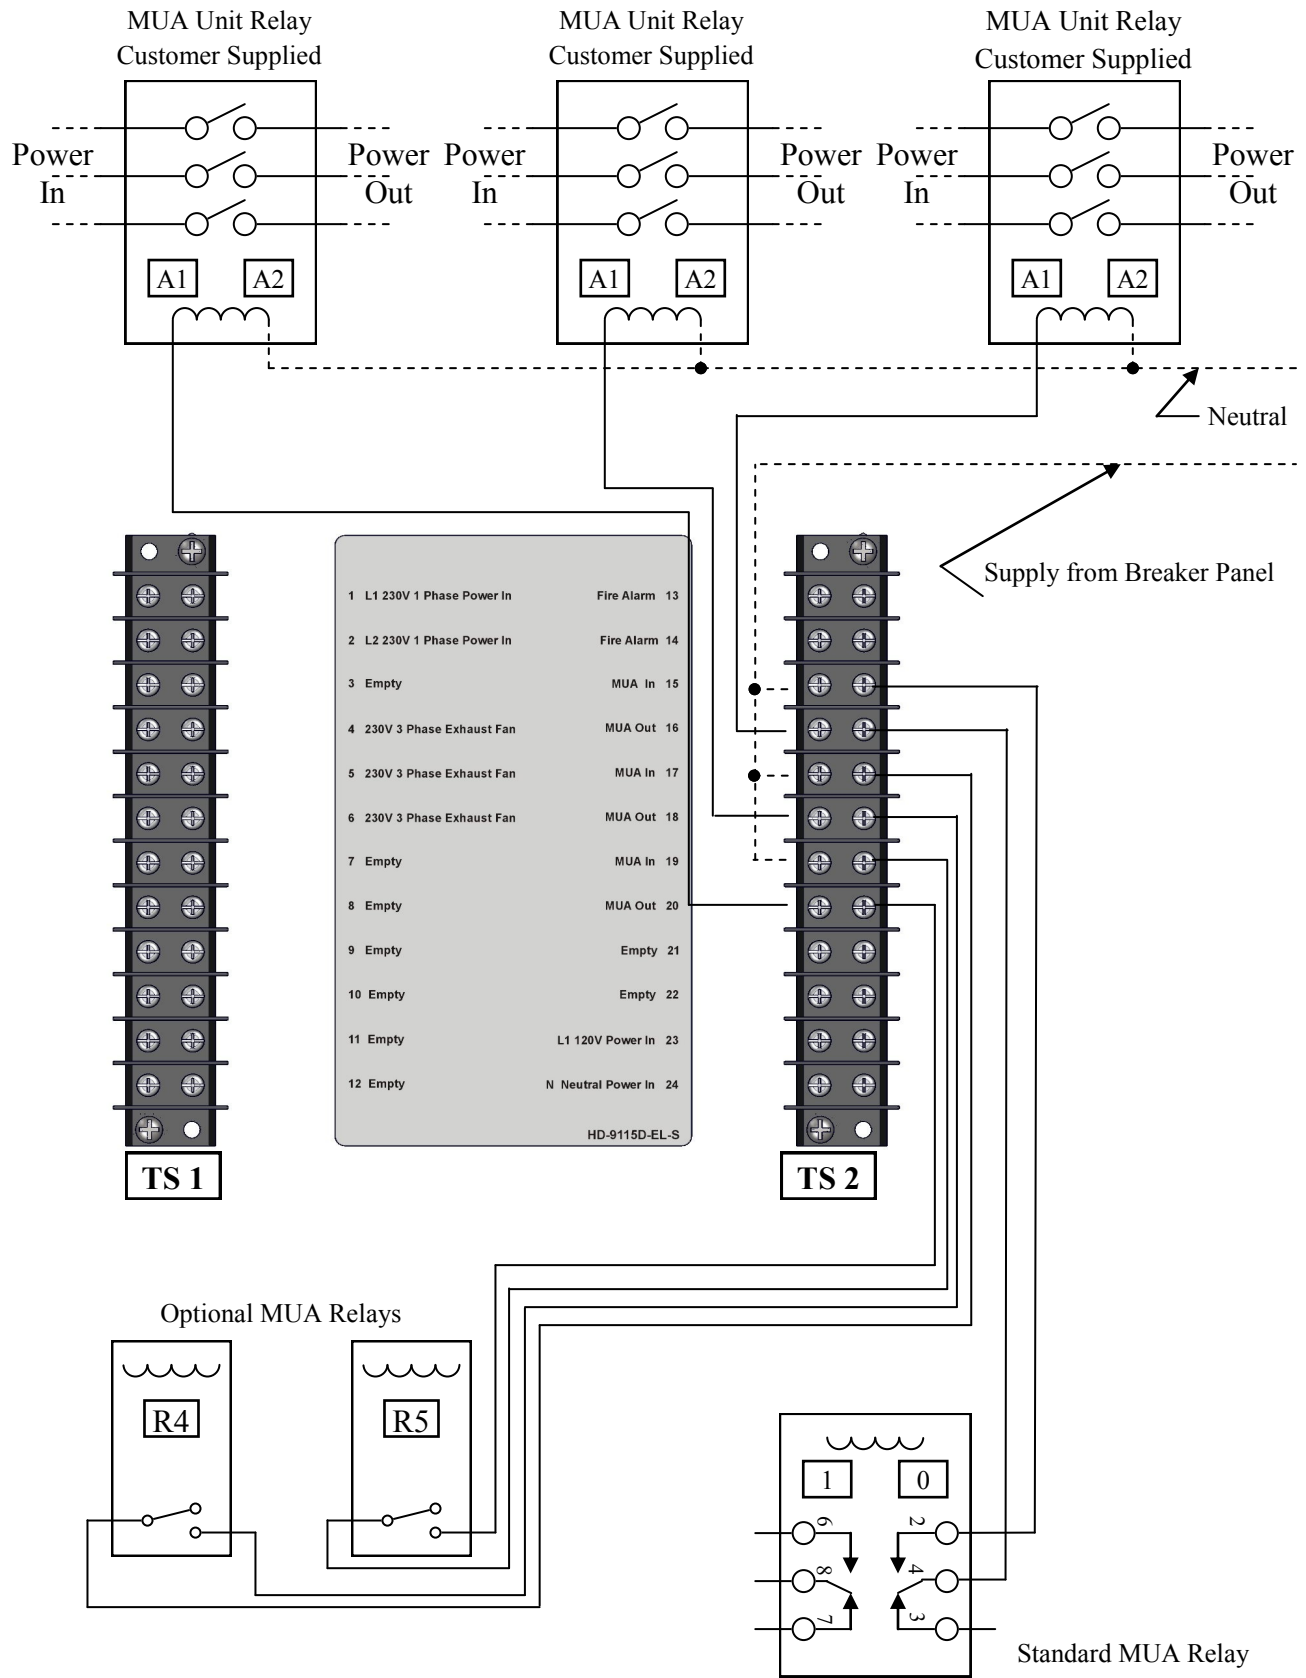 MUA Unit Relay
Customer Supplied
MUA Unit Relay
Customer Supplied
MUA Unit Relay
Customer Supplied
Power
In
Power
Out
Power
In
Power
Out
Power
In
Power
Out
A1
A2
A1
A2
A1
A2
Neutral
Supply from Breaker Panel
1 L1 230V 1 Phase Power In
Fire Alarm 13
2 L2 230V 1 Phase Power In
Fire Alarm 14
3 Empty
MUA In 15
4 230V 3 Phase Exhaust Fan
MUA Out 16
5 230V 3 Phase Exhaust Fan
MUA In 17
6 230V 3 Phase Exhaust Fan
MUA Out 18
7 Empty
MUA In 19
8 Empty
MUA Out 20
9 Empty
Empty 21
10 Empty
Empty 22
11 Empty
L1 120V Power In 23
12 Empty
N Neutral Power In 24
HD-9115D-EL-S
TS 1
TS 2
Optional MUA Relays
R4
R5
1
0
6
2
8
4
7
3
Standard MUA Relay